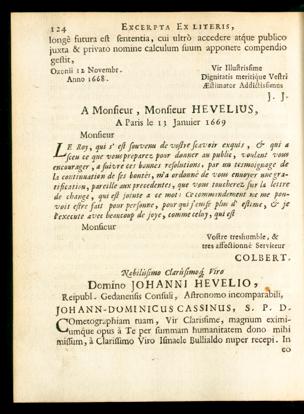 124 EXCERPTA EX LITERIS,
longè futura est sententia, cui ultrò accedere atque publico
juxta & privato nomine calculum suum apponere compendio
gestit,
Oxonii 12 Novembr.
Anno 1668.
Vir Illustrissime
Dignitatis meritique Vestri
Æstimator Addictissimus
J. J.
A Monsieur, Monsieur HEVELIUS,
A Paris le 13 Janvier 1669
Monsieur
LE Roy, qui s'est souvenu de vostre scavoir exquis, & qui a
sceu ce que vous preparez pour donner au public, voulant vous
encourager, a suivre ces bonnes resolutions, par un tesmoignage de
la continuation de ses bontés, m'a ordonné de vous envoyer une gra-
tification, pareille aux precedentes, que vous toucherez sur la lettre
de change, qui est jointe a ce mot: Ce commandement ne me pou-
voit estre fait pour persone, pour qui j'eusse plus d'estime, & je
l'execute avec beaucoup de joye, comme celuy, qui est
Monsieur
Vostre treshumble, &
tres affectionné Serviteur
COLBERT.
Nobilissimo Clarissimoq; Viro
Domino JOHANNI HEVELIO,
Reipubl. Gedanensis Consuli, Astronomo incomparabili,
JOHANN-DOMINICUS CASSINUS, S. P. D.
COmetographiam tuam, Vir Clarissime, magnum eximi-
umque opus à Te per summam humanitatem dono mihi
missum, à Clarissimo Viro Ismaele Bullialdo nuper recepi. In
eo